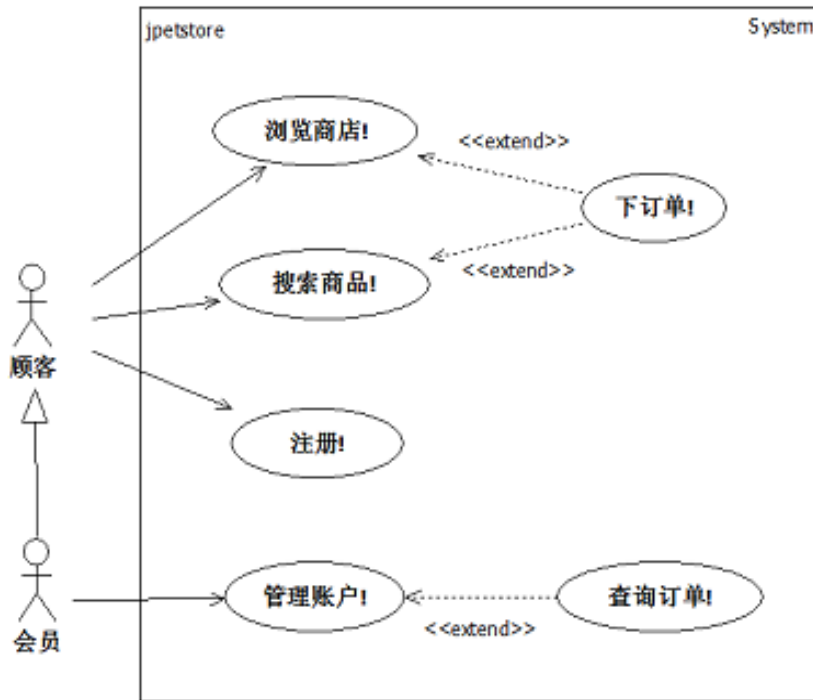 jpetstore
System
浏览商店!
<<extend>>
下订单!
搜索商品!
<<extend>>
顾客
注册!
管理账户!
查询订单!
<<extend>>
会员